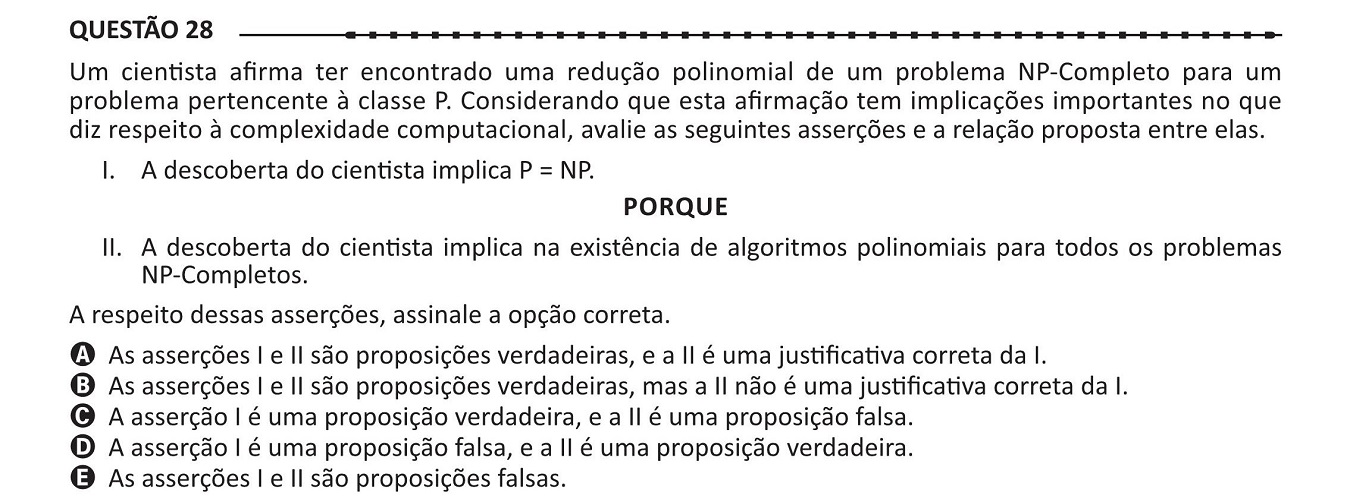 QUESTÃO 28
Um cientista afirma ter encontrado uma redução polinomial de um problema NP-Completo para um
problema pertencente à classe P. Considerando que esta afirmação tem implicações importantes no que
diz respeito à complexidade computacional, avalie as seguintes asserções e a relação proposta entre elas.
I. A descoberta do cientista implica P = NP.
PORQUE
II. A descoberta do cientista implica na existência de algoritmos polinomiais para todos os problemas
NP-Completos.
A respeito dessas asserções, assinale a opção correta.
A As asserções I e II são proposições verdadeiras, e a II é uma justificativa correta da I.
B As asserções I e II são proposições verdadeiras, mas a II não é uma justificativa correta da I.
C A asserção I é uma proposição verdadeira, e a II é uma proposição falsa.
D A asserção I é uma proposição falsa, e a II é uma proposição verdadeira.
E As asserções I e II são proposições falsas.